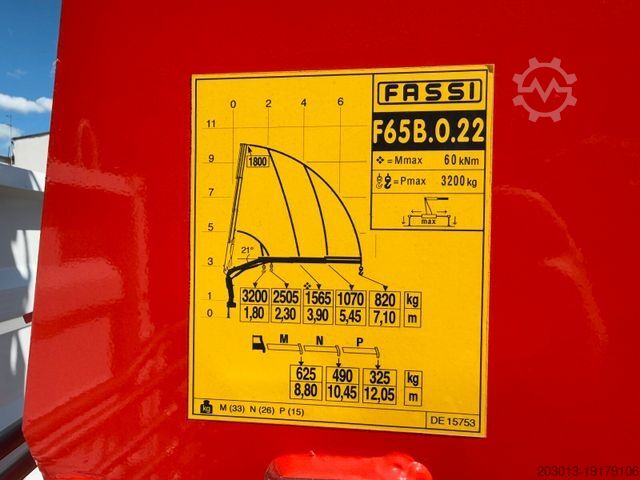 FASSI
F65B.0.22
❖ = Mmax 60 kNm
= Pmax 3200 kg
max
0 2 4 6
11
9
7
5
4
3
1
0
1800
21°
3200 2505 ❖1565 1070 820 kg
1,80 2,30 3,90 5,45 7,10 m
M N P
625 490 325 kg
8,80 10,45 12,05 m
kg M (33) N (26) P (15)
DE 15753
203013-19179106